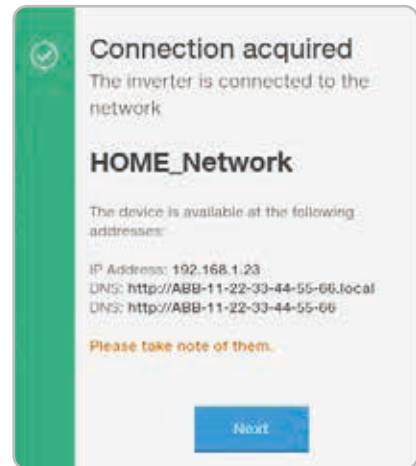 Connection acquired
The inverter is connected to the
network
HOME_Network
The device is available at the following
addresses:
IP Address: 192.168.1.23
DNS: http://ABB-11-22-33-44-55-66.local
DNS: http://ABB-11-22-33-44-55-66
Please take note of them.
Next